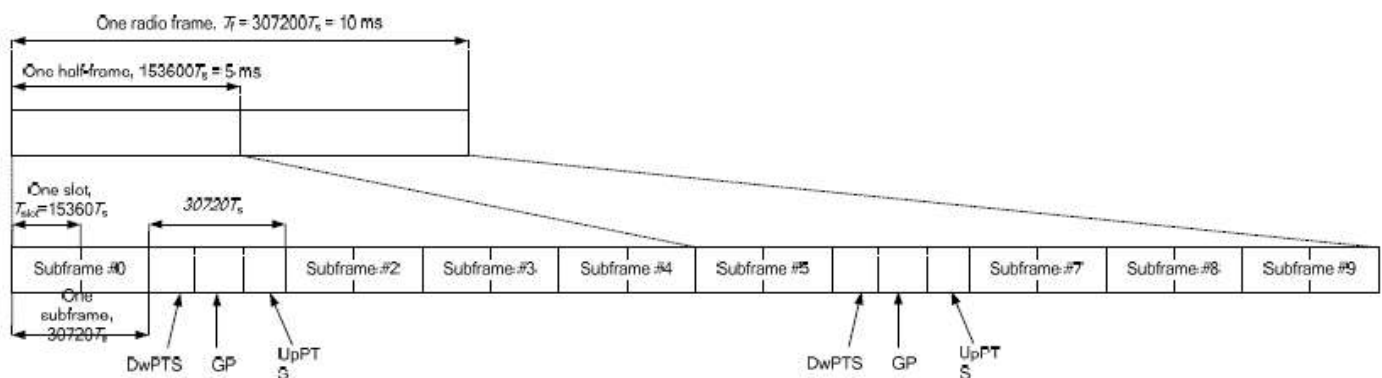 One radio frame, Tf = 307200Ts = 10 ms
One half-frame, 153600Ts = 5 ms
One slot,
Tslot=15360Ts
30720Ts
Subframe #0
Subframe #2
Subframe #3
Subframe #4
Subframe #5
Subframe #7
Subframe #8
Subframe #9
One
subframe,
30720Ts
DwPTS
GP
UpPT
S
DwPTS
GP
UpPT
S